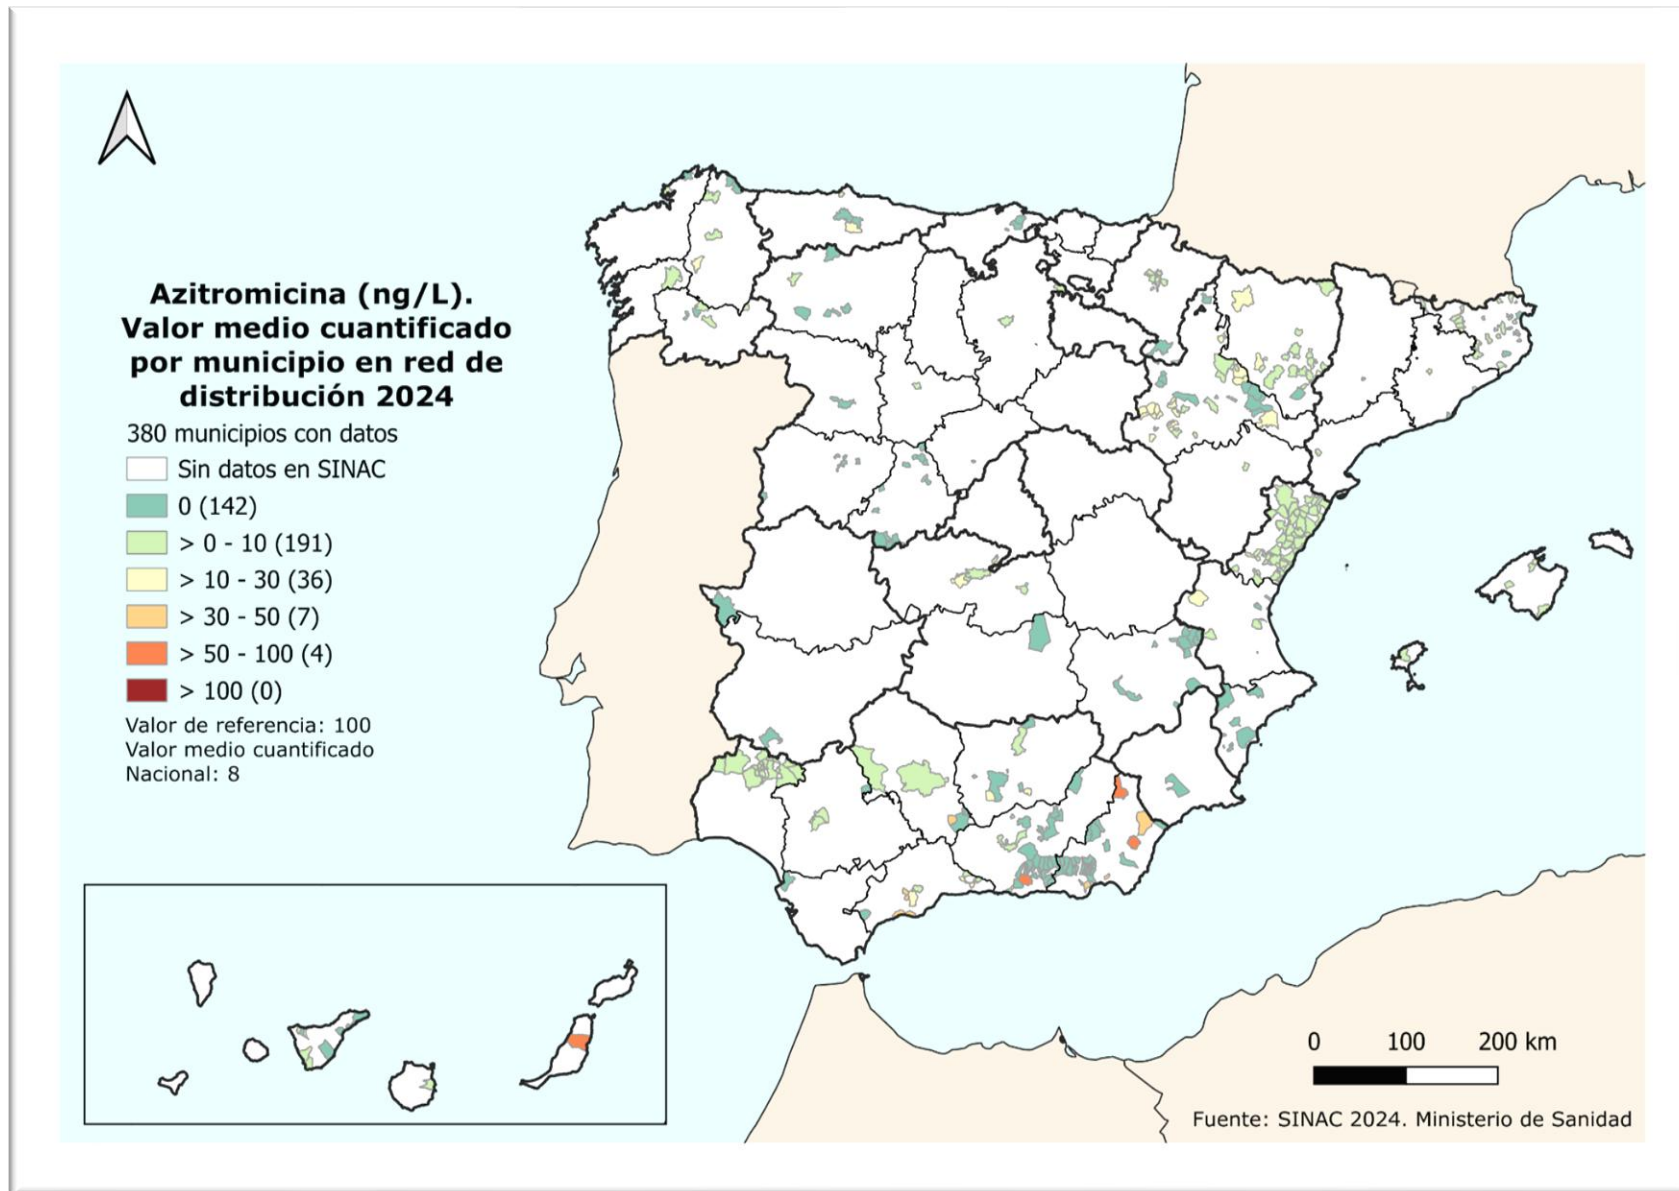 Azitromicina (ng/L).
Valor medio cuantificado
por municipio en red de
distribución 2024
380 municipios con datos
Sin datos en SINAC
0 (142)
> 0 - 10 (191)
> 10 - 30 (36)
> 30 - 50 (7)
> 50 - 100 (4)
> 100 (0)
Valor de referencia: 100
Valor medio cuantificado
Nacional: 8
0 100 200 km
Fuente: SINAC 2024. Ministerio de Sanidad